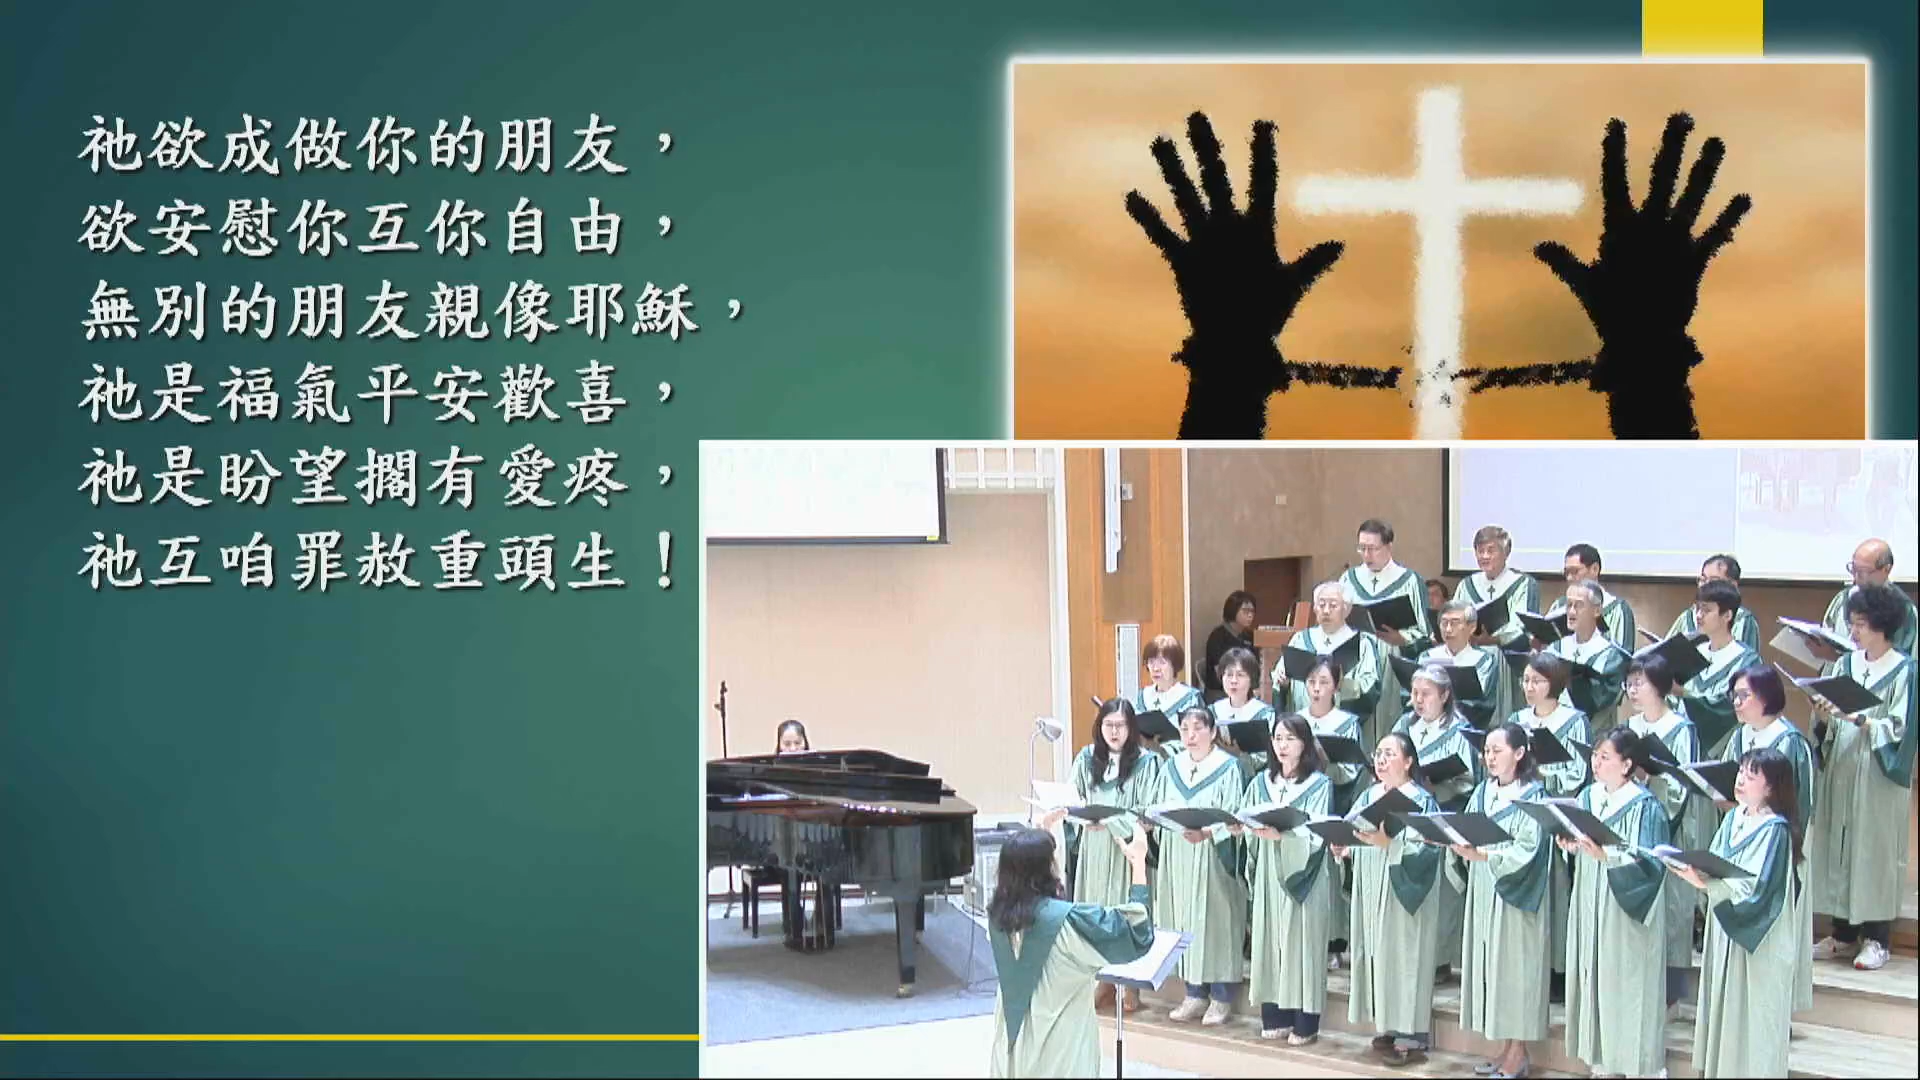 祂欲成做你的朋友，
欲安慰你互你自由，
無別的朋友親像耶穌，
祂是福氣平安歡喜，
祂是盼望擱有愛疼，
祂互咱罪赦重頭生！